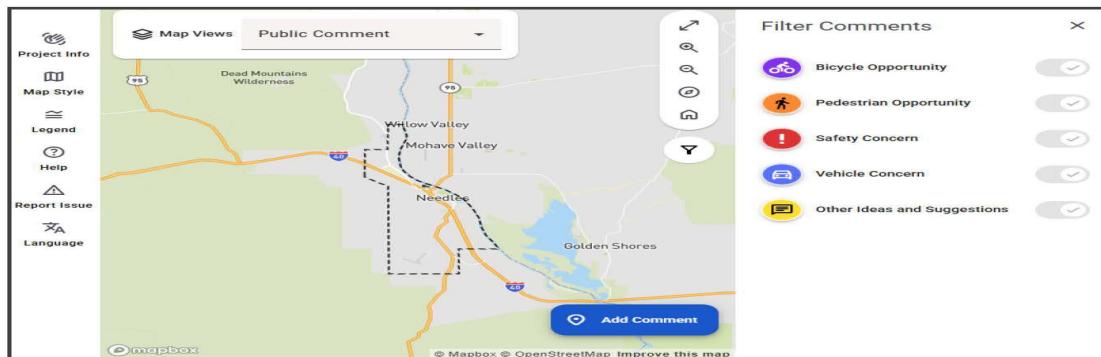 Project Info
Map Style
Legend
Help
Report Issue
Language
Map Views
Public Comment
95
Dead Mountains
Wilderness
95
Willow Valley
Mohave Valley
40
Needles
Golden Shores
40
Add Comment
mapbox
© Mapbox © OpenStreetMap Improve this map
Filter Comments
Bicycle Opportunity
Pedestrian Opportunity
Safety Concern
Vehicle Concern
Other Ideas and Suggestions